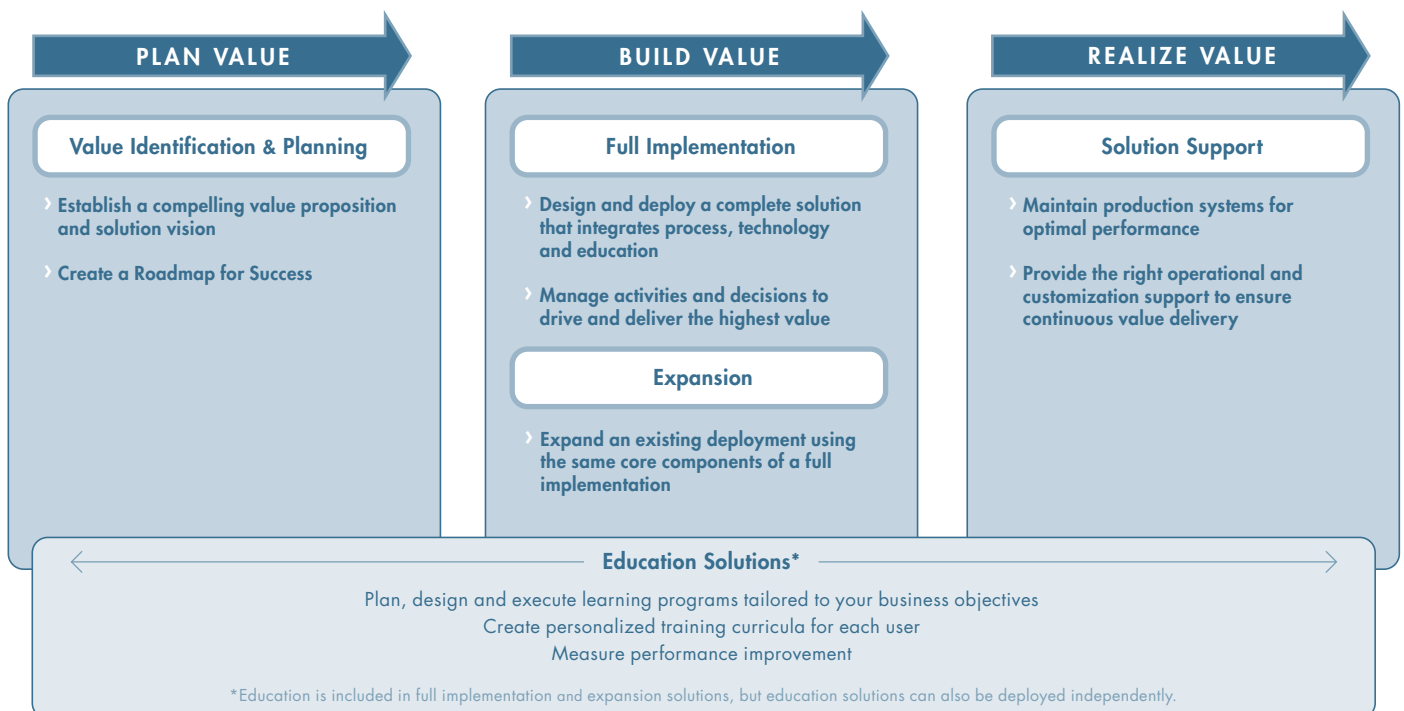 PLAN VALUE
Value Identification & Planning
› Establish a compelling value proposition
and solution vision
› Create a Roadmap for Success
BUILD VALUE
Full Implementation
› Design and deploy a complete solution
that integrates process, technology
and education
› Manage activities and decisions to
drive and deliver the highest value
Expansion
› Expand an existing deployment using
the same core components of a full
implementation
REALIZE VALUE
Solution Support
› Maintain production systems for
optimal performance
› Provide the right operational and
customization support to ensure
continuous value delivery
Education Solutions*
Plan, design and execute learning programs tailored to your business objectives
Create personalized training curricula for each user
Measure performance improvement
*Education is included in full implementation and expansion solutions, but education solutions can also be deployed independently.